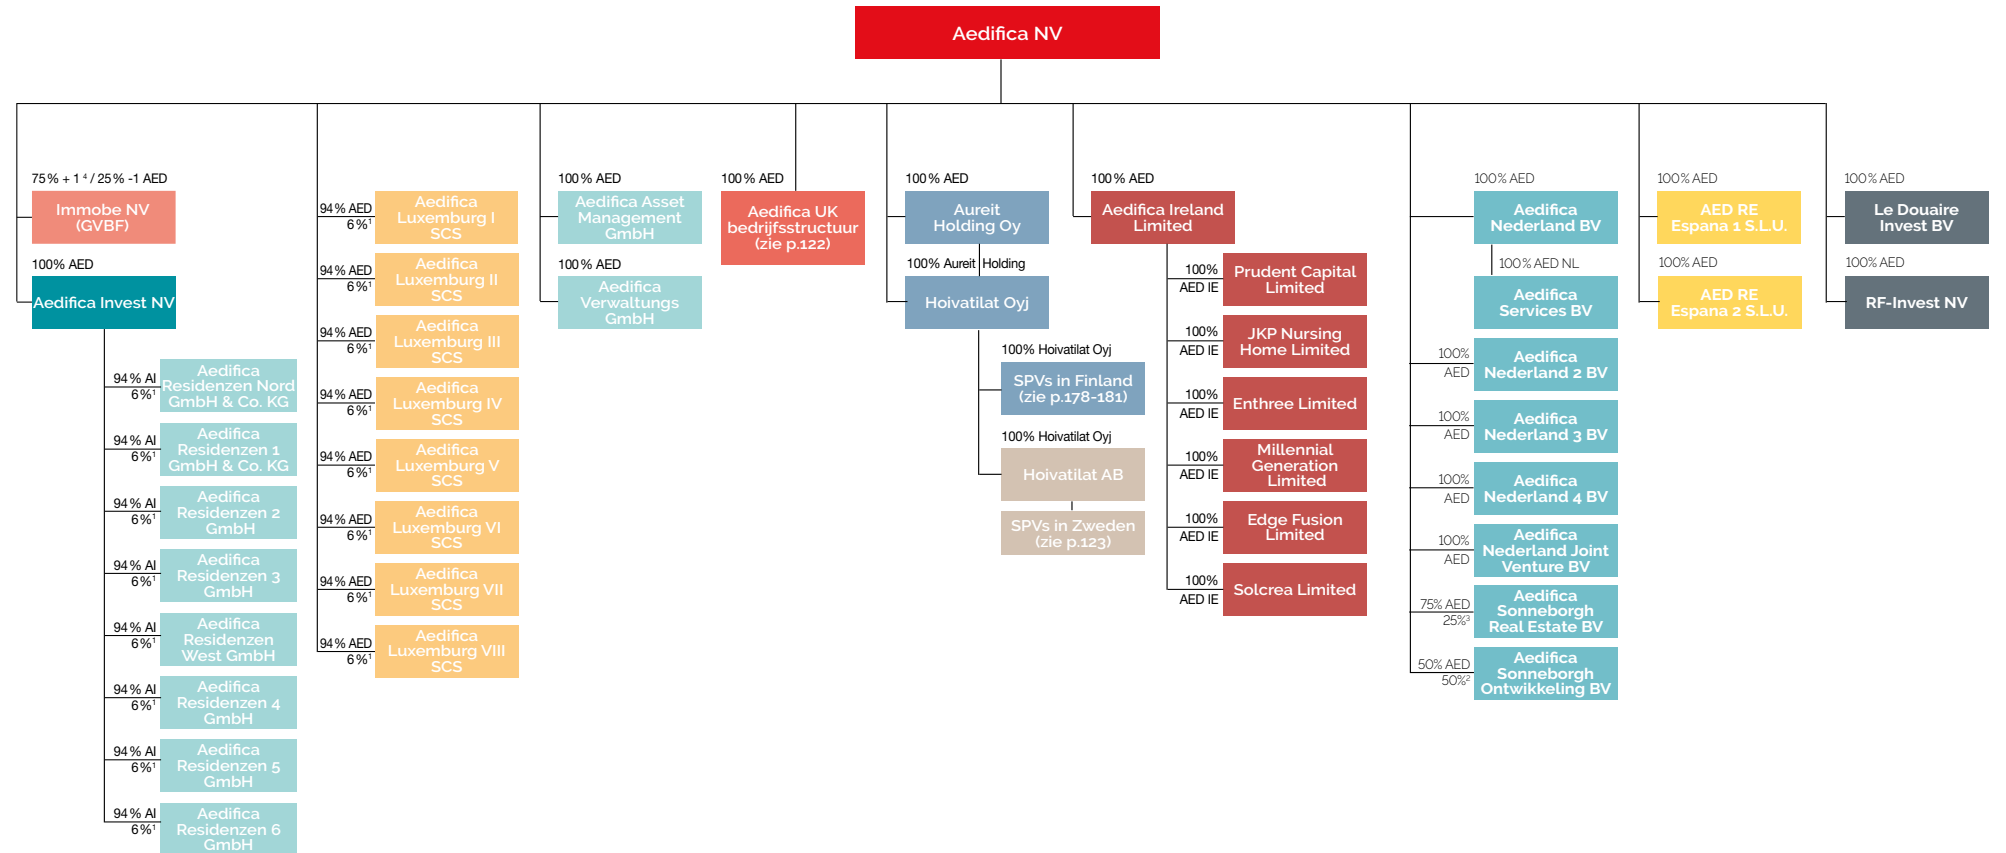 Aedifica NV
75% + 1 ⁴ / 25% -1 AED
Immobe NV
(GVBF)
100% AED
Aedifica Invest NV
94% AI
6%¹
Aedifica
Residenzen Nord
GmbH & Co. KG
94% AI
6%¹
Aedifica
Residenzen 1
GmbH & Co. KG
94% AI
6%¹
Aedifica
Residenzen 2
GmbH
94% AI
6%¹
Aedifica
Residenzen 3
GmbH
94% AI
6%¹
Aedifica
Residenzen
West GmbH
94% AI
6%¹
Aedifica
Residenzen 4
GmbH
94% AI
6%¹
Aedifica
Residenzen 5
GmbH
94% AI
6%¹
Aedifica
Residenzen 6
GmbH
94% AED
6%¹
Aedifica
Luxemburg I
SCS
94% AED
6%¹
Aedifica
Luxemburg II
SCS
94% AED
6%¹
Aedifica
Luxemburg III
SCS
94% AED
6%¹
Aedifica
Luxemburg IV
SCS
94% AED
6%¹
Aedifica
Luxemburg V
SCS
94% AED
6%¹
Aedifica
Luxemburg VI
SCS
94% AED
6%¹
Aedifica
Luxemburg VII
SCS
94% AED
6%¹
Aedifica
Luxemburg VIII
SCS
100% AED
Aedifica Asset
Management
GmbH
100% AED
Aedifica
Verwaltungs
GmbH
100% AED
Aedifica UK
bedrijfsstructuur
(zie p.122)
100% AED
Aureit
Holding Oy
100% Aureit Holding
Hoivatilat Oyj
100% Hoivatilat Oyj
SPVs in Finland
(zie p.178-181)
100% Hoivatilat Oyj
Hoivatilat AB
SPVs in Zweden
(zie p.123)
100% AED
Aedifica Ireland
Limited
100%
AED IE
Prudent Capital
Limited
100%
AED IE
JKP Nursing
Home Limited
100%
AED IE
Enthree Limited
100%
AED IE
Millennial
Generation
Limited
100%
AED IE
Edge Fusion
Limited
100%
AED IE
Solcrea Limited
100% AED
Aedifica
Nederland BV
100% AED NL
Aedifica
Services BV
100%
AED
Aedifica
Nederland 2 BV
100%
AED
Aedifica
Nederland 3 BV
100%
AED
Aedifica
Nederland 4 BV
100%
AED
Aedifica
Nederland Joint
Venture BV
75% AED
25%³
Aedifica
Sonneborgh
Real Estate BV
50% AED
50%²
Aedifica
Sonneborgh
Ontwikkeling BV
100% AED
AED RE
Espana 1 S.L.U.
100% AED
AED RE
Espana 2 S.L.U.
100% AED
Le Douaire
Invest BV
100% AED
RF-Invest NV